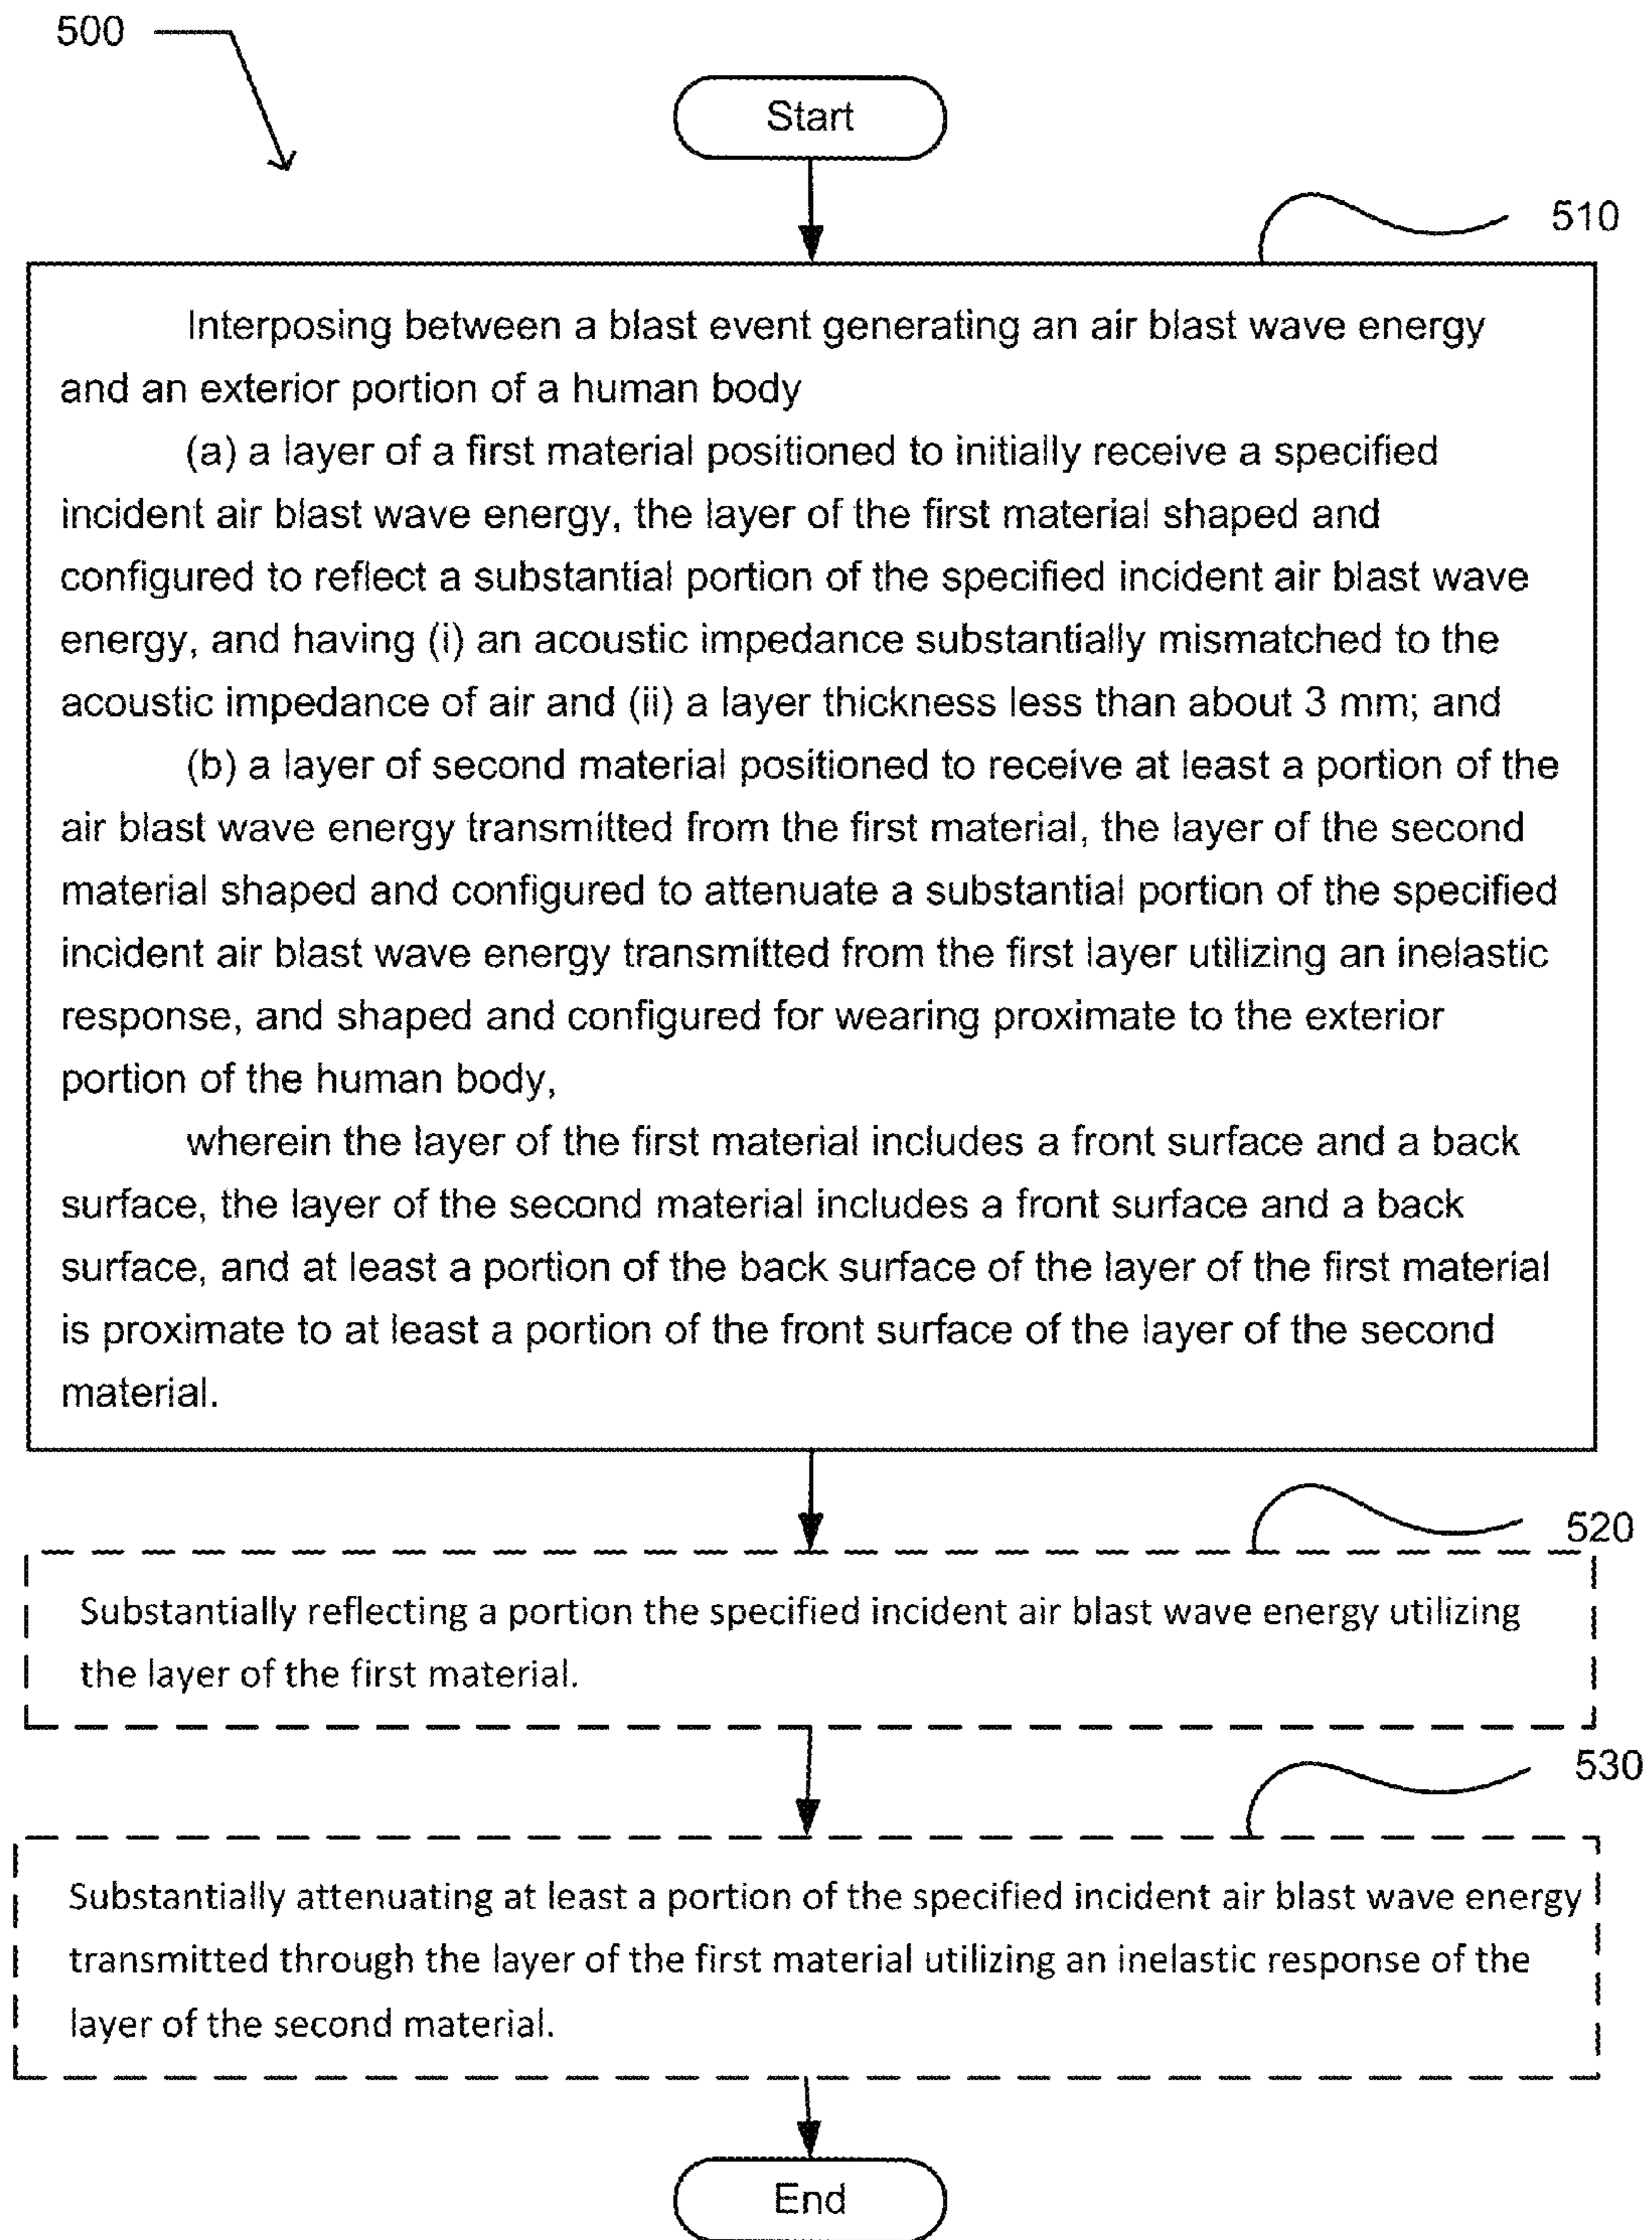 500
Start
510
Interposing between a blast event generating an air blast wave energy
and an exterior portion of a human body
(a) a layer of a first material positioned to initially receive a specified
incident air blast wave energy, the layer of the first material shaped and
configured to reflect a substantial portion of the specified incident air blast wave
energy, and having (i) an acoustic impedance substantially mismatched to the
acoustic impedance of air and (ii) a layer thickness less than about 3 mm; and
(b) a layer of second material positioned to receive at least a portion of the
air blast wave energy transmitted from the first material, the layer of the second
material shaped and configured to attenuate a substantial portion of the specified
incident air blast wave energy transmitted from the first layer utilizing an inelastic
response, and shaped and configured for wearing proximate to the exterior
portion of the human body,
wherein the layer of the first material includes a front surface and a back
surface, the layer of the second material includes a front surface and a back
surface, and at least a portion of the back surface of the layer of the first material
is proximate to at least a portion of the front surface of the layer of the second
material.
520
Substantially reflecting a portion the specified incident air blast wave energy utilizing
the layer of the first material.
530
Substantially attenuating at least a portion of the specified incident air blast wave energy
transmitted through the layer of the first material utilizing an inelastic response of the
layer of the second material.
End